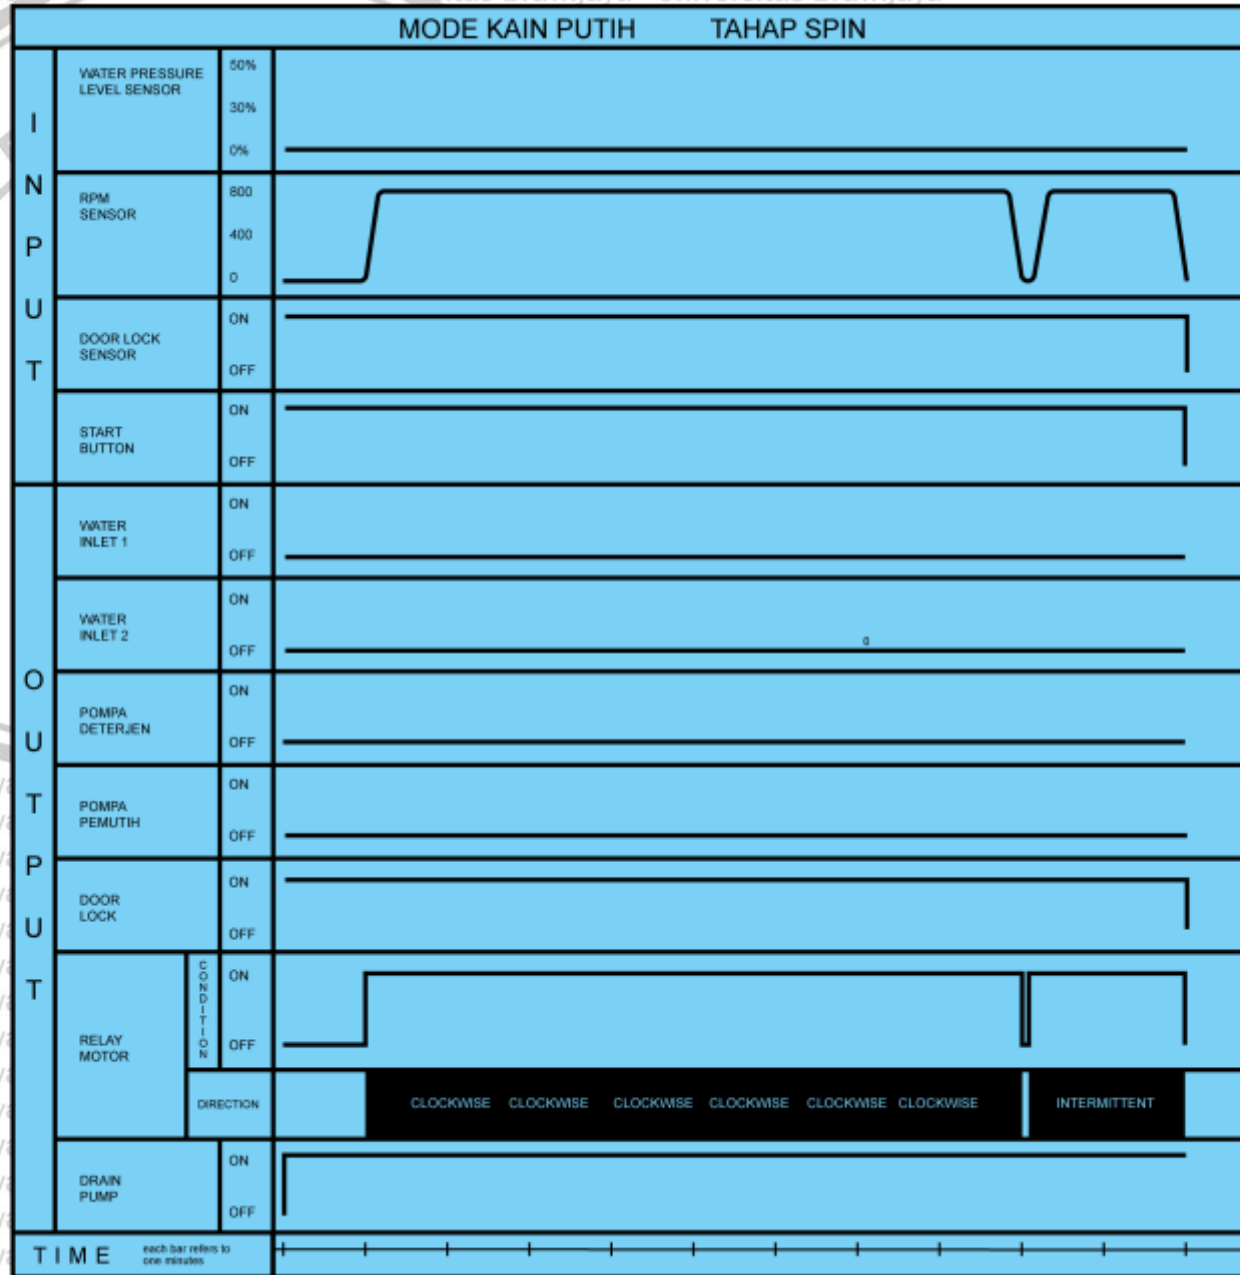 MODE KAIN PUTIH TAHAP SPIN
INPUT
WATER PRESSURE
LEVEL SENSOR
50%
30%
0%
RPM
SENSOR
800
400
0
DOOR LOCK
SENSOR
ON
OFF
START
BUTTON
ON
OFF
OUTPUT
WATER
INLET 1
ON
OFF
WATER
INLET 2
ON
OFF
0
POMPA
DETERJEN
ON
OFF
POMPA
PEMUTIH
ON
OFF
DOOR
LOCK
ON
OFF
RELAY
MOTOR
CONDITION
ON
OFF
DIRECTION
CLOCKWISE CLOCKWISE CLOCKWISE CLOCKWISE CLOCKWISE CLOCKWISE INTERMITTENT
DRAIN
PUMP
ON
OFF
TIME
each bar refers to
one minutes